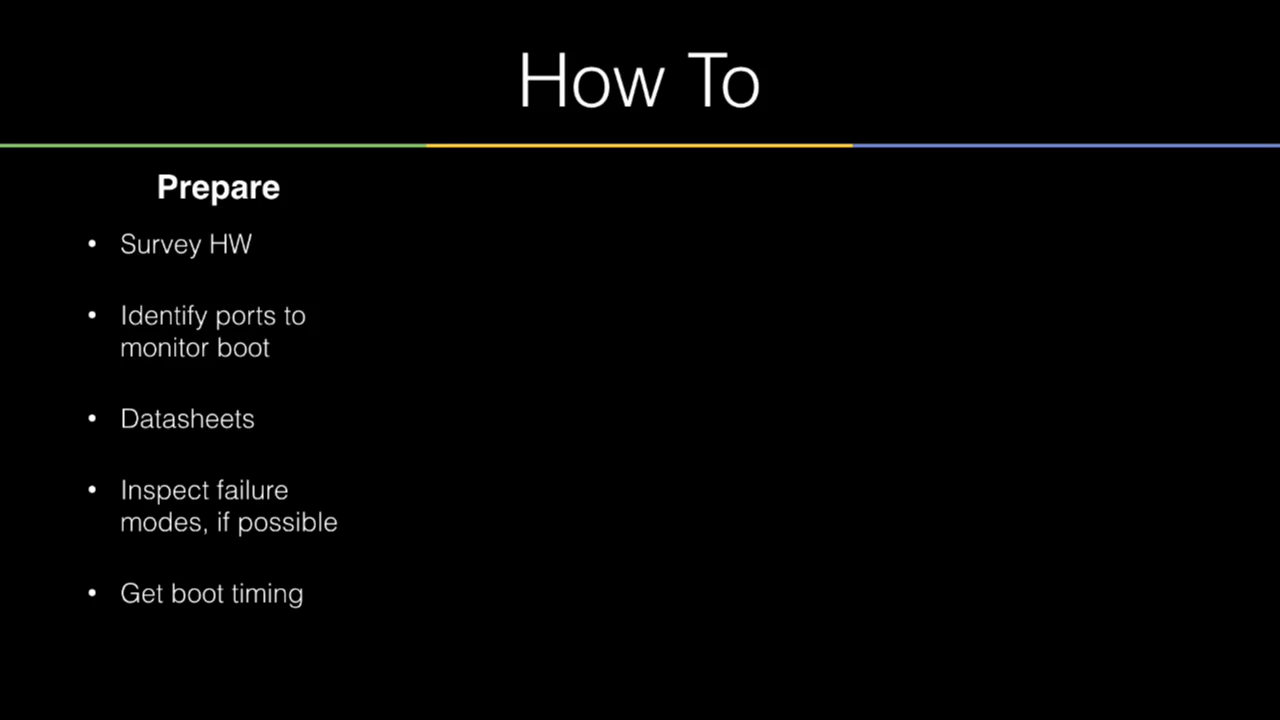 How To
Prepare
• Survey HW
• Identify ports to
monitor boot
• Datasheets
• Inspect failure
modes, if possible
• Get boot timing